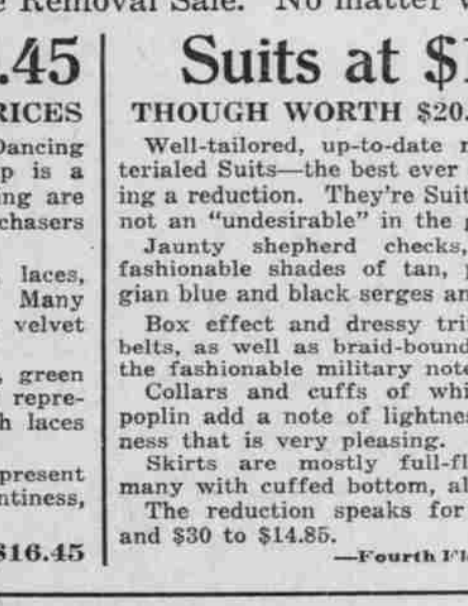 Removal Sale. No matter
.45
RICES
Dancing
p is a
ng are
chasers
laces,
Many
velvet
, green
repre-
h laces
present
ntiness,
$16.45
Suits at $1
THOUGH WORTH $20.
Well-tailored, up-to-date
terialed Suits—the best ever
ing a reduction. They're Suit
not an "undesirable" in the
Jaunty shepherd checks,
fashionable shades of tan,
gian blue and black serges an
Box effect and dressy tri
belts, as well as braid-bound
the fashionable military note
Collars and cuffs of whi
poplin add a note of lightne
ness that is very pleasing.
Skirts are mostly full-fl
many with cuffed bottom, al
The reduction speaks for
and $30 to $14.85.
—Fourth Fl